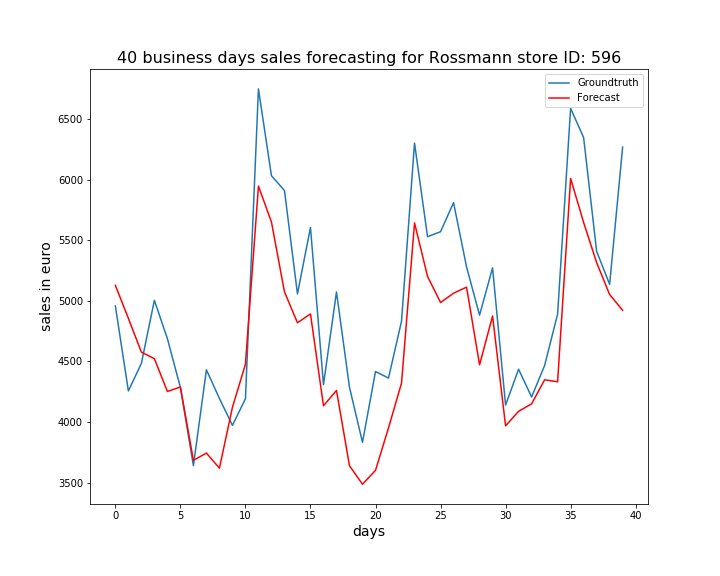 40 business days sales forecasting for Rossmann store ID: 596
Groundtruth
Forecast
sales in euro
6500
6000
5500
5000
4500
4000
3500
0 5 10 15 20 25 30 35 40
days